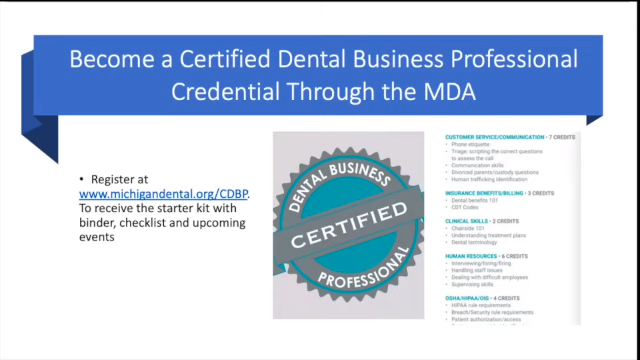 Become a Certified Dental Business Professional
Credential Through the MDA
• Register at
www.michigandental.org/CDBP.
To receive the starter kit with
binder, checklist and upcoming
events
DENTAL BUSINESS
CERTIFIED
PROFESSIONAL
CUSTOMER SERVICE/COMMUNICATION • 7 CREDITS
• Phone etiquette
• Triage, scripting the correct questions
to assess the call
• Communication skills
• Divorced parents/custody questions
• Human trafficking identification
INSURANCE BENEFITS/BILLING • 3 CREDITS
• Dental benefits 101
• CDT Codes
CLINICAL SKILLS • 2 CREDITS
• Chairside 101
• Understanding treatment plans
• Dental terminology
HUMAN RESOURCES • 6 CREDITS
• Interviewing/hiring/firing
• Handling staff issues
• Dealing with difficult employees
• Supervising skills
OSHA/HIPAA/OIG • 4 CREDITS
• HIPAA rule requirements
• Breach/Security rule requirements
• Patient authorization/access